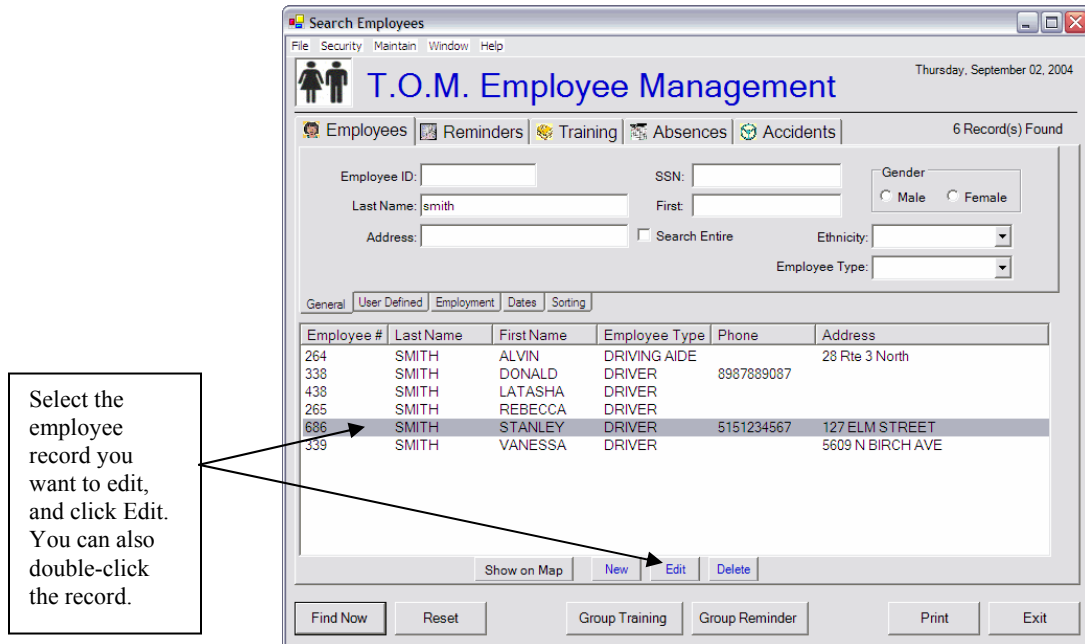 Search Employees
File Security Maintain Window Help
T.O.M. Employee Management
Thursday, September 02, 2004
Employees Reminders Training Absences Accidents
6 Record(s) Found
Employee ID:
SSN:
Gender
Male Female
Last Name: smith
First:
Address:
Search Entire
Ethnicity:
Employee Type:
General User Defined Employment Dates Sorting
Employee # Last Name First Name Employee Type Phone Address
264 SMITH ALVIN DRIVING AIDE 28 Rte 3 North
338 SMITH DONALD DRIVER 8987889087
438 SMITH LATASHA DRIVER
265 SMITH REBECCA DRIVER
686 SMITH STANLEY DRIVER 5151234567 127 ELM STREET
339 SMITH VANESSA DRIVER 5609 N BIRCH AVE
Show on Map New Edit Delete
Find Now Reset Group Training Group Reminder Print Exit
Select the
employee
record you
want to edit,
and click Edit.
You can also
double-click
the record.